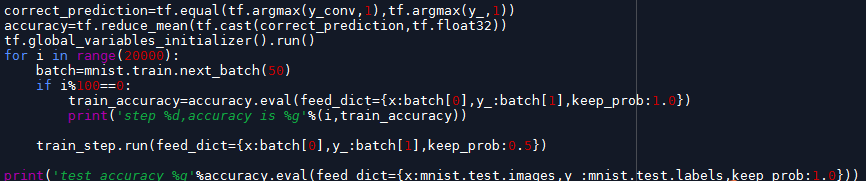 correct_prediction=tf.equal(tf.argmax(y_conv,1),tf.argmax(y_,1))
accuracy=tf.reduce_mean(tf.cast(correct_prediction,tf.float32))
tf.global_variables_initializer().run()
for i in range(20000):
    batch=mnist.train.next_batch(50)
    if i%100==0:
        train_accuracy=accuracy.eval(feed_dict={x:batch[0],y_:batch[1],keep_prob:1.0})
        print('step %d,accuracy is %g'%(i,train_accuracy))
    train_step.run(feed_dict={x:batch[0],y_:batch[1],keep_prob:0.5})
print('test accuracy %g'%accuracy.eval(feed_dict={x:mnist.test.images,y_:mnist.test.labels,keep_prob:1.0}))